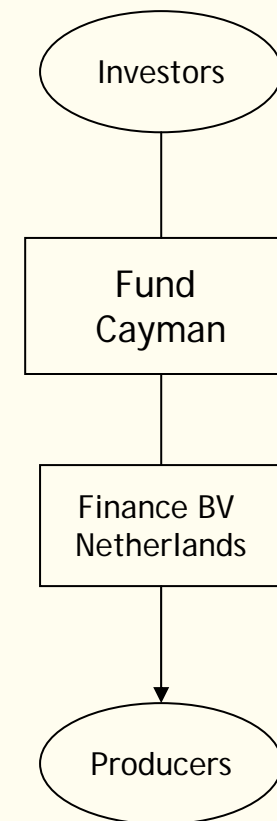 Investors
Fund
Cayman
Finance BV
Netherlands
Producers